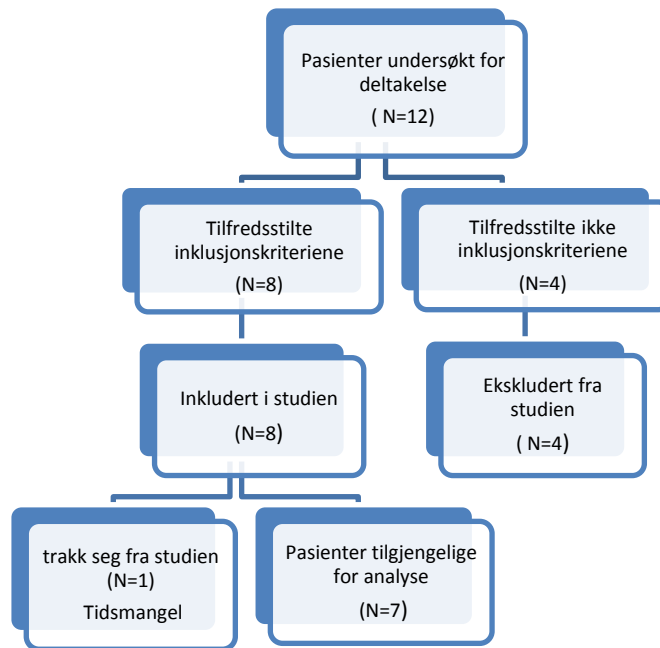 Pasienter undersøkt for
deltakelse
( N=12)
Tilfredsstilte
inklusjonskriteriene
(N=8)
Tilfredsstilte ikke
inklusjonskriteriene
(N=4)
Inkludert i studien
(N=8)
Ekskludert fra
studien
( N=4)
trakk seg fra studien
(N=1)
Tidsmangel
Pasienter tilgjengelige
for analyse
(N=7)